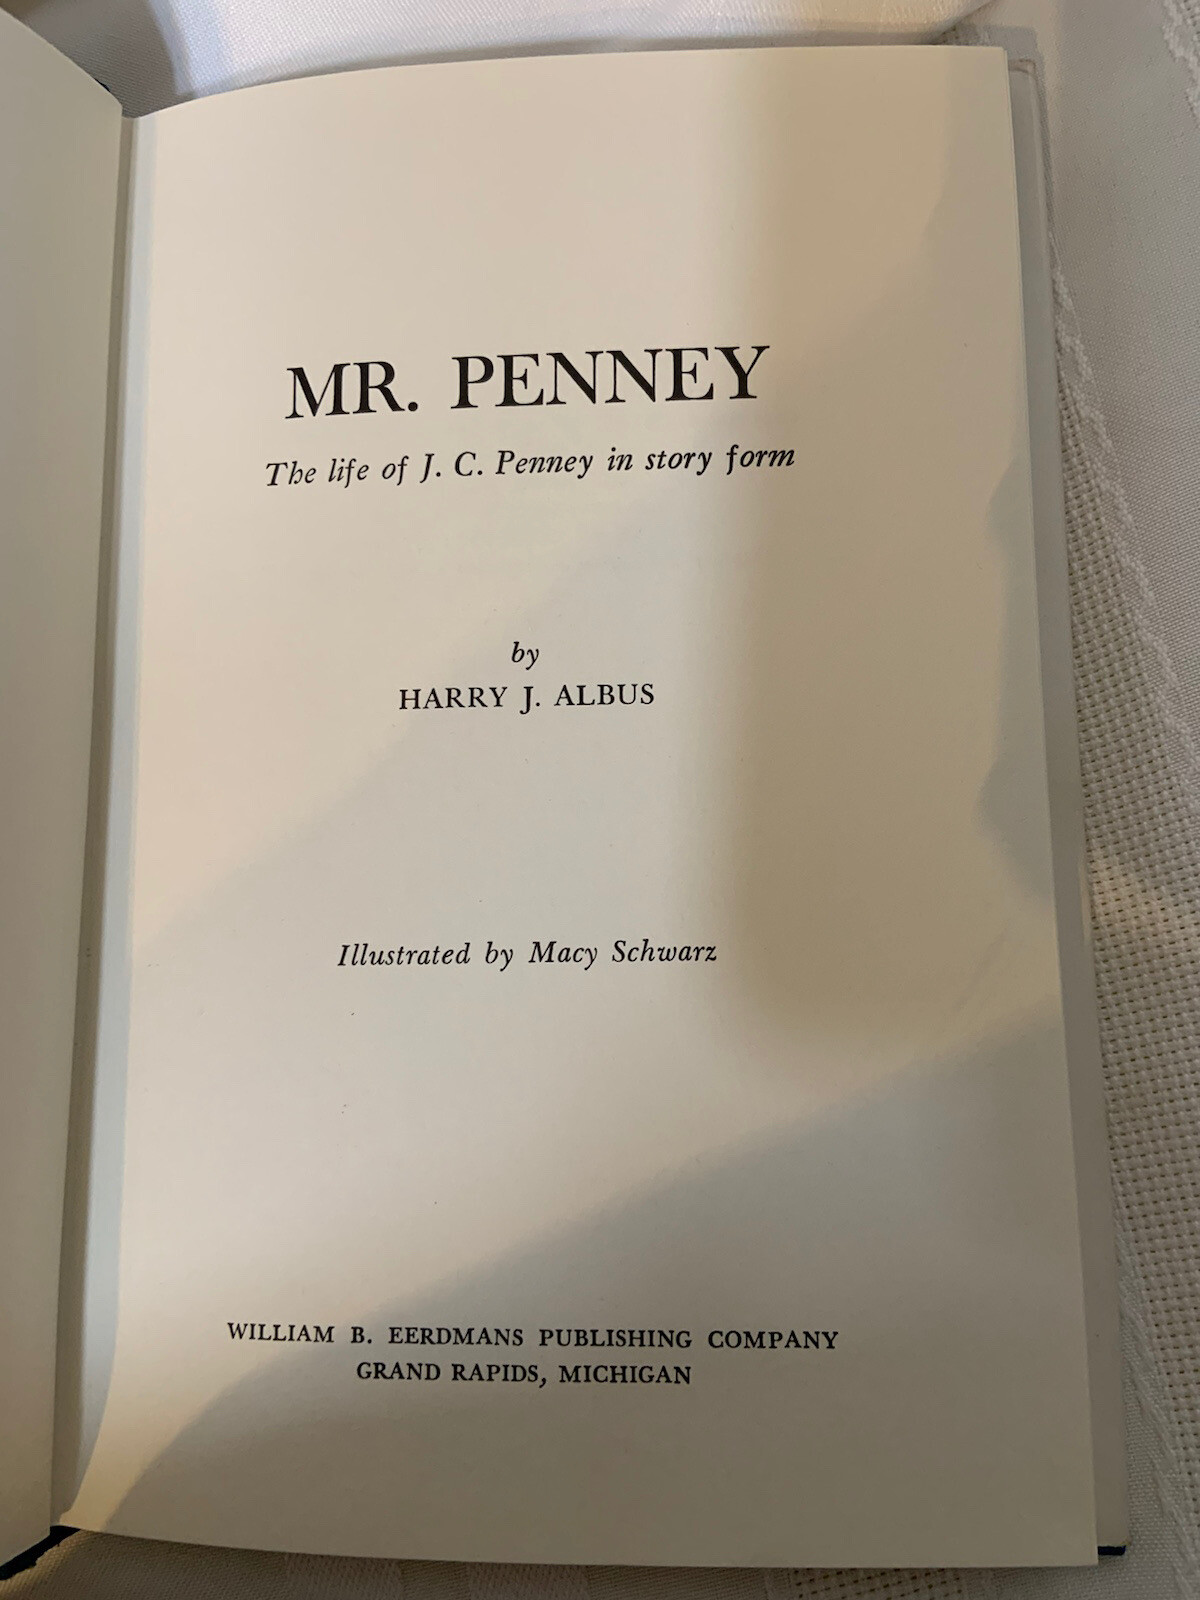 MR. PENNEY
The life of J. C. Penney in story form
by
HARRY J. ALBUS
Illustrated by Macy Schwarz
WILLIAM B. EERDMANS PUBLISHING COMPANY
GRAND RAPIDS, MICHIGAN